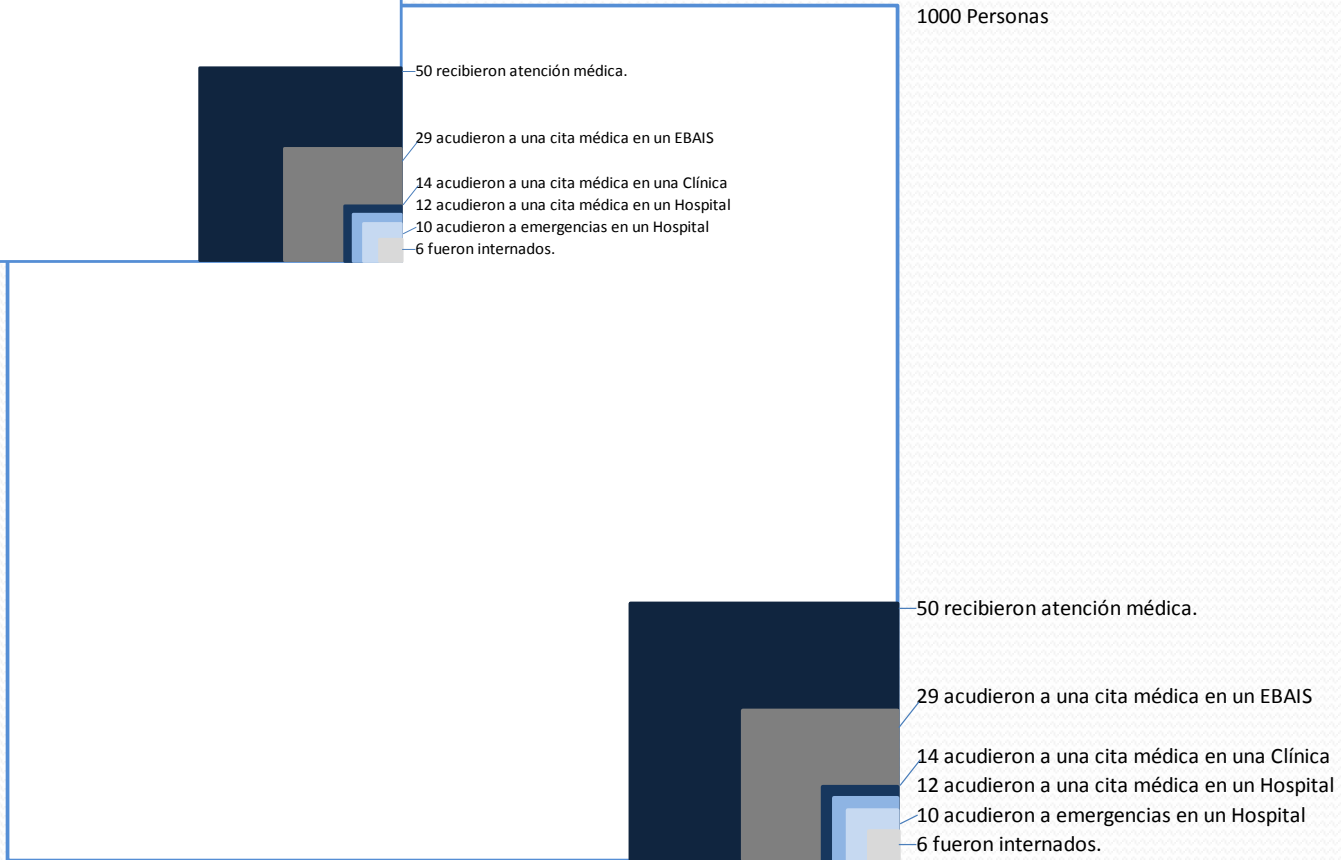 1000 Personas
50 recibieron atención médica.
29 acudieron a una cita médica en un EBAIS
14 acudieron a una cita médica en una Clínica
12 acudieron a una cita médica en un Hospital
10 acudieron a emergencias en un Hospital
6 fueron internados.
50 recibieron atención médica.
29 acudieron a una cita médica en un EBAIS
14 acudieron a una cita médica en una Clínica
12 acudieron a una cita médica en un Hospital
10 acudieron a emergencias en un Hospital
6 fueron internados.